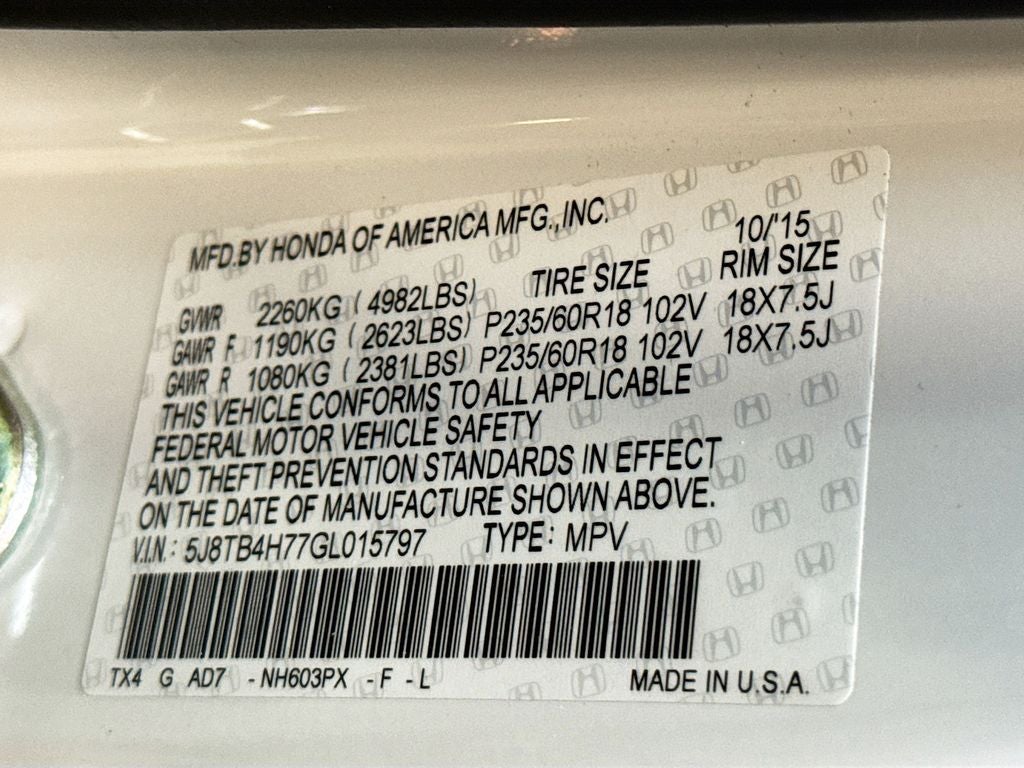 MFD.BY HONDA OF AMERICA MFG.,INC. 10/'15
GVWR 2260KG ( 4982LBS) TIRE SIZE RIM SIZE
GAWR F 1190KG ( 2623LBS) P235/60R18 102V 18X7.5J
GAWR R 1080KG ( 2381LBS) P235/60R18 102V 18X7.5J
THIS VEHICLE CONFORMS TO ALL APPLICABLE
FEDERAL MOTOR VEHICLE SAFETY
AND THEFT PREVENTION STANDARDS IN EFFECT
ON THE DATE OF MANUFACTURE SHOWN ABOVE.
V.I.N.: 5J8TB4H77GL015797 TYPE: MPV
TX4 G AD7 -NH603PX -F -L MADE IN U.S.A.